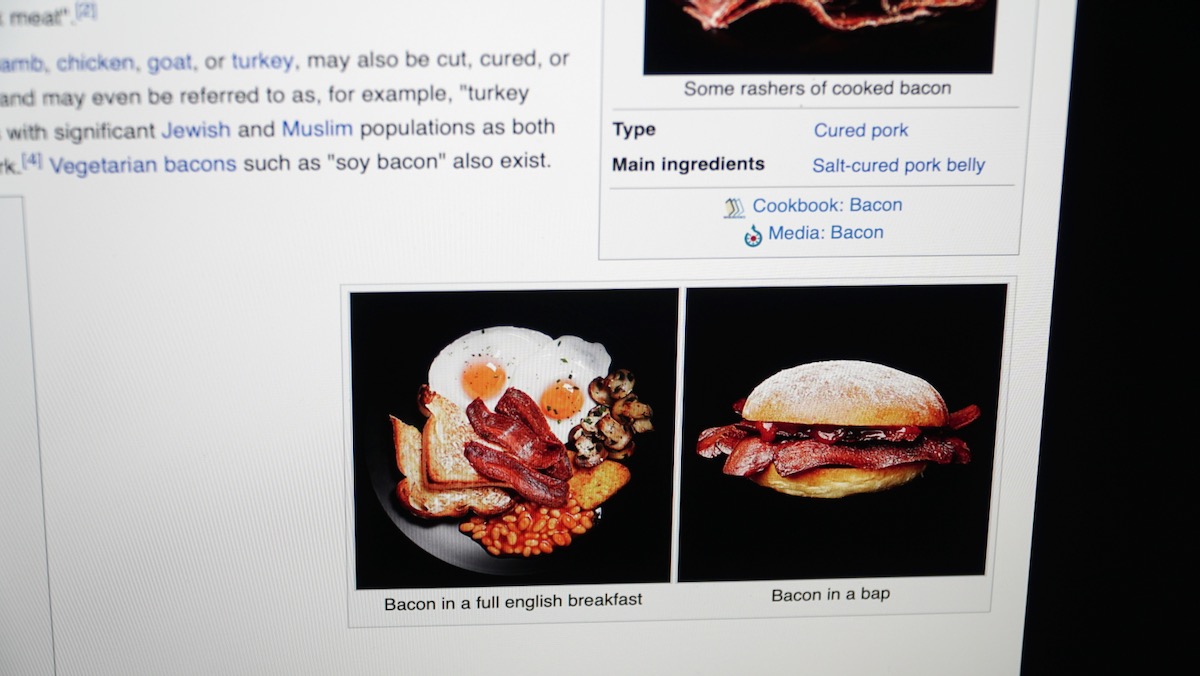 meat".[2]
amb, chicken, goat, or turkey, may also be cut, cured, or
and may even be referred to as, for example, "turkey
with significant Jewish and Muslim populations as both
rk.[4] Vegetarian bacons such as "soy bacon" also exist.
Some rashers of cooked bacon
Type Cured pork
Main ingredients Salt-cured pork belly
Cookbook: Bacon
Media: Bacon
Bacon in a full english breakfast
Bacon in a bap